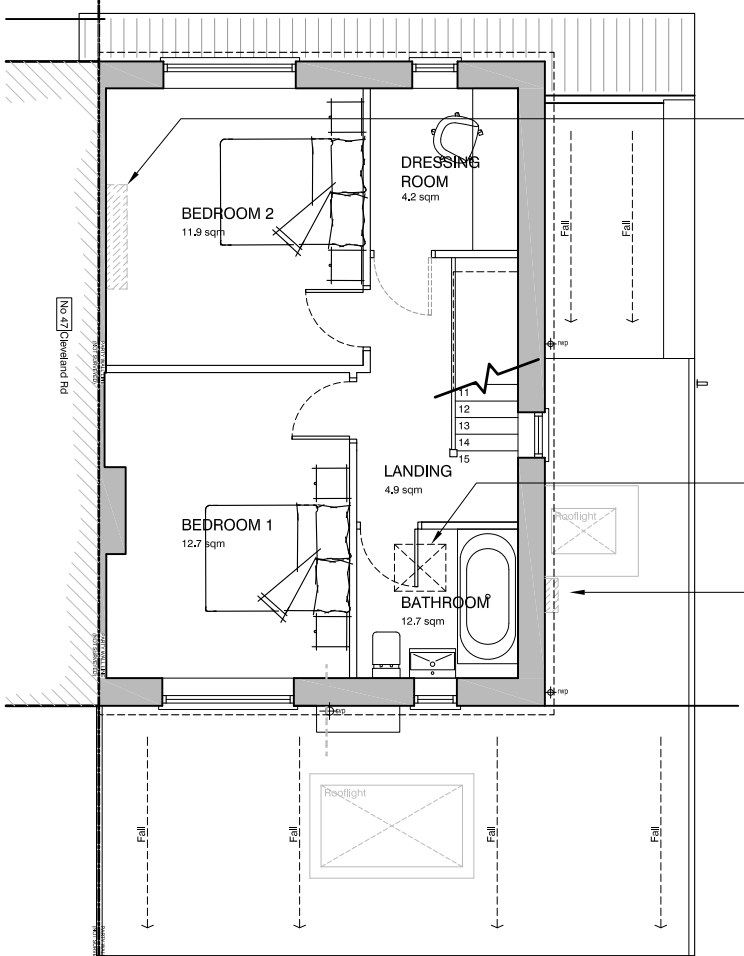 DRESSING
ROOM
4.2 sqm
BEDROOM 2
11.9 sqm
Fall
Fall
No 47 Cleveland Rd
rwp
11
12
13
14
15
LANDING
4.9 sqm
BEDROOM 1
12.7 sqm
Rooflight
BATHROOM
12.7 sqm
rwp
Rooflight
Fall
Fall
Fall
Fall